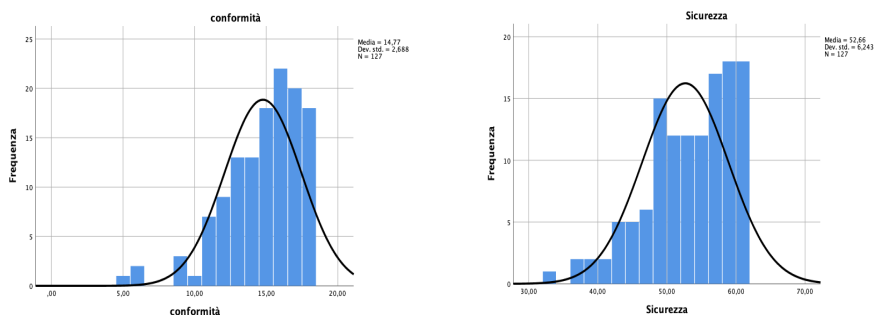 conformità
Media = 14,77
Dev. std. = 2,688
N = 127
Frequenza
25
20
15
10
5
0
,00
5,00
10,00
15,00
20,00
conformità
Sicurezza
Media = 52,66
Dev. std. = 6,243
N = 127
Frequenza
20
15
10
5
0
30,00
40,00
50,00
60,00
70,00
Sicurezza